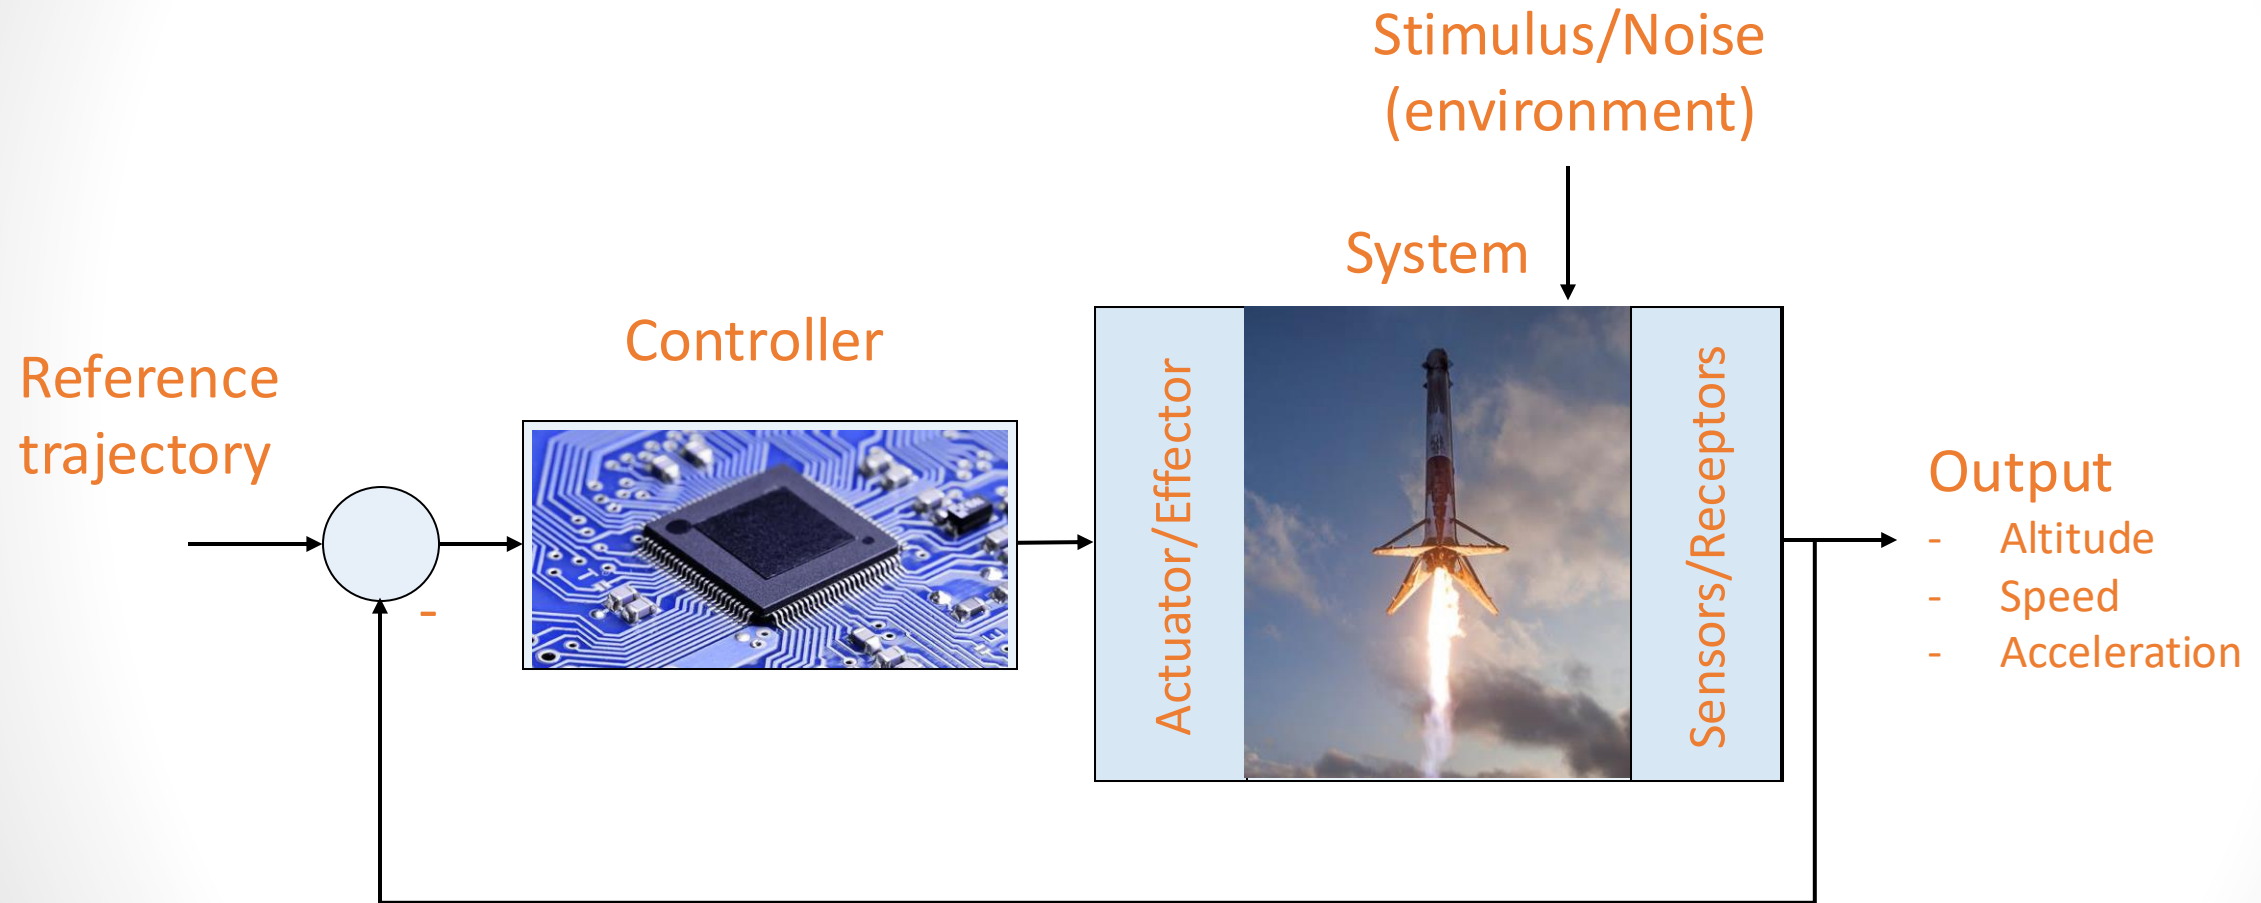 Stimulus/Noise
(environment)
System
Controller
Reference
trajectory
-
Actuator/Effector
Sensors/Receptors
Output
- Altitude
- Speed
- Acceleration